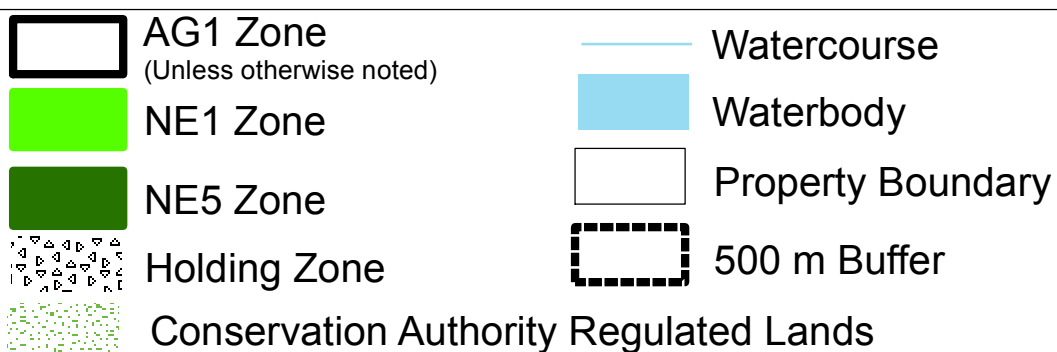 AG1 Zone
(Unless otherwise noted)
NE1 Zone
NE5 Zone
Holding Zone
Conservation Authority Regulated Lands
Watercourse
Waterbody
Property Boundary
500 m Buffer